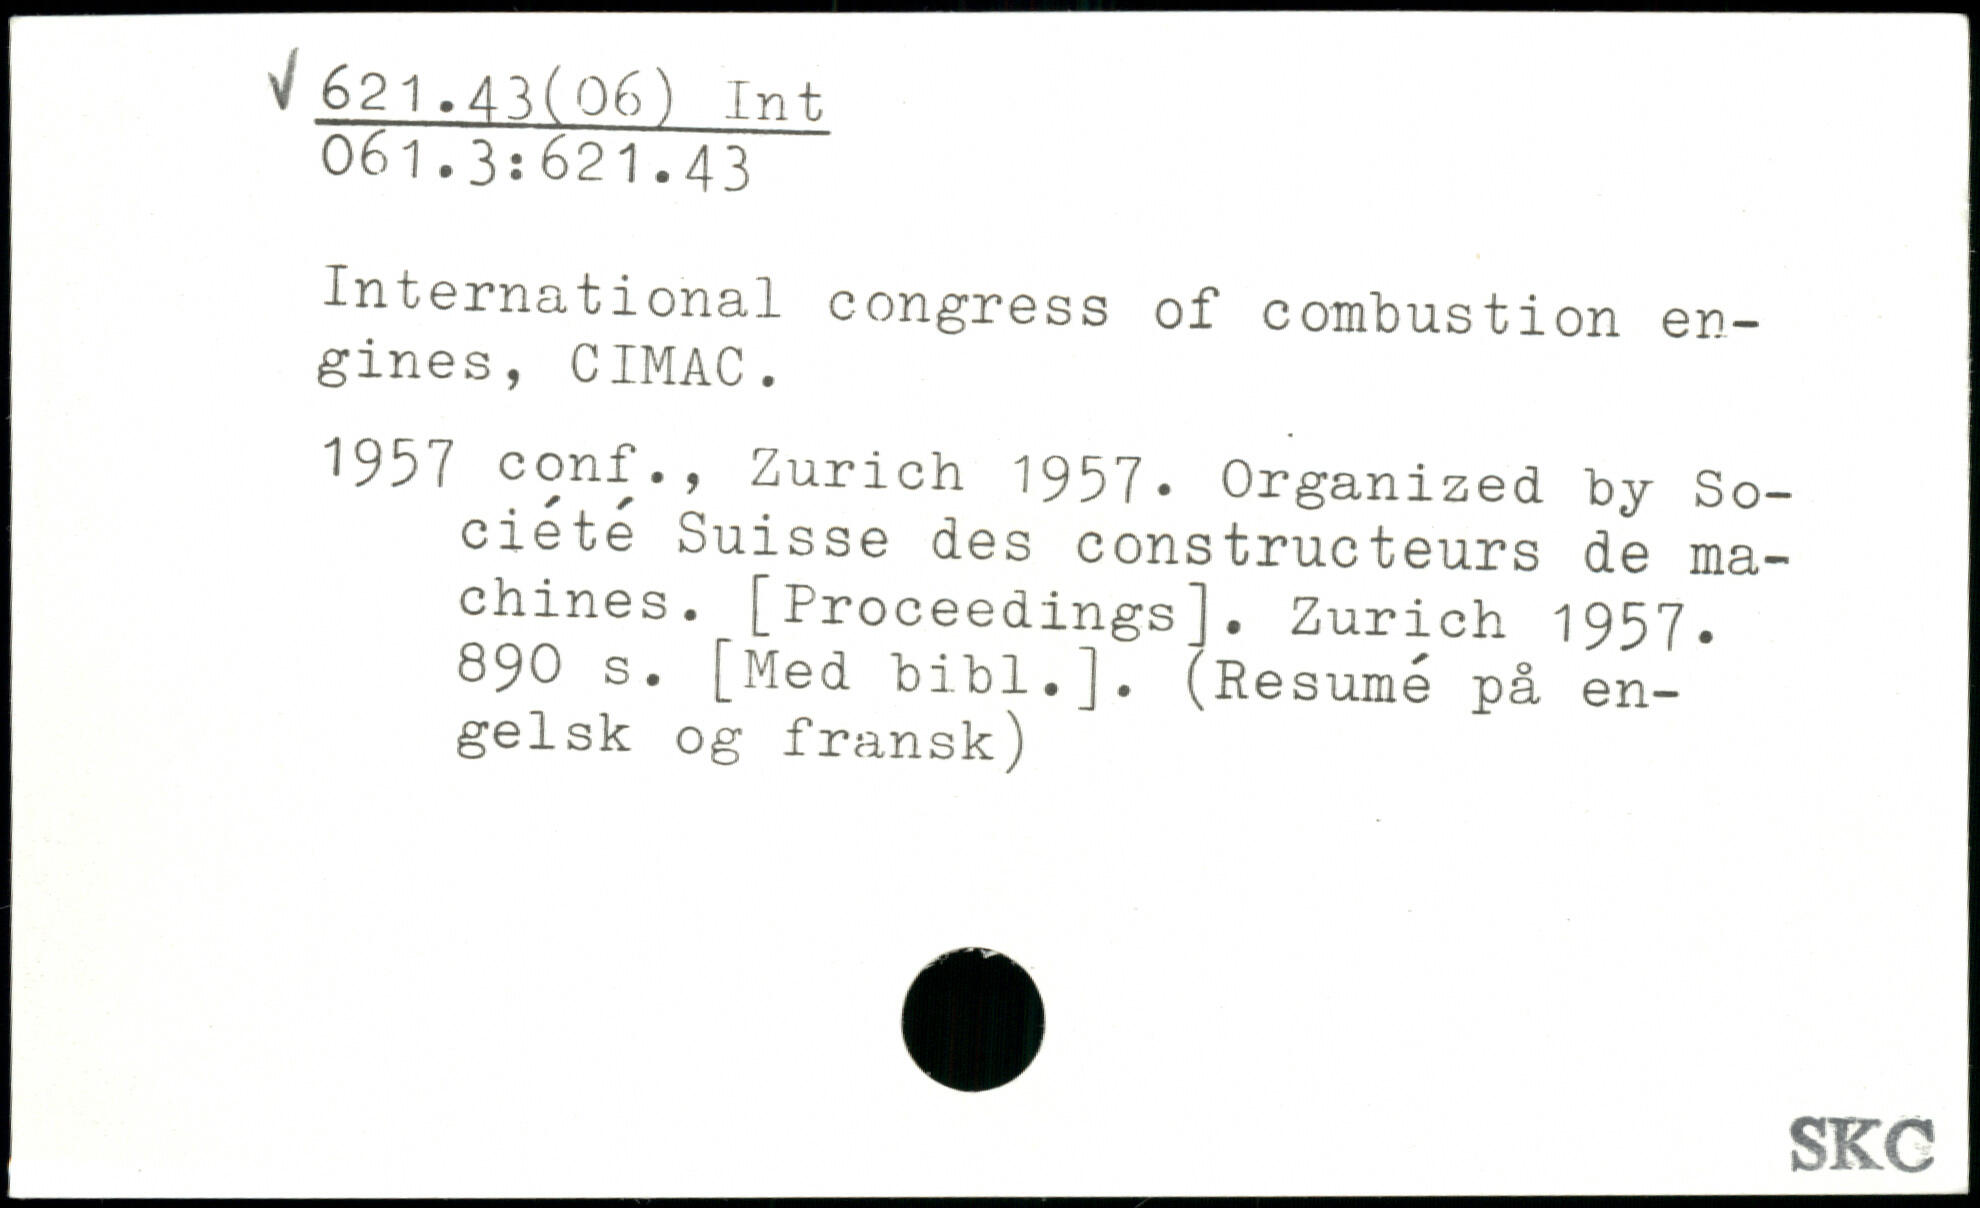 √ 621.43(06) Int
061.3:621.43
International congress of combustion en-
gines, CIMAC.
1957 conf., Zurich 1957. Organized by So-
ciété Suisse des constructeurs de ma-
chines. [Proceedings]. Zurich 1957.
890 s. [Med bibl.]. (Resumé på en-
gelsk og fransk)
SKC